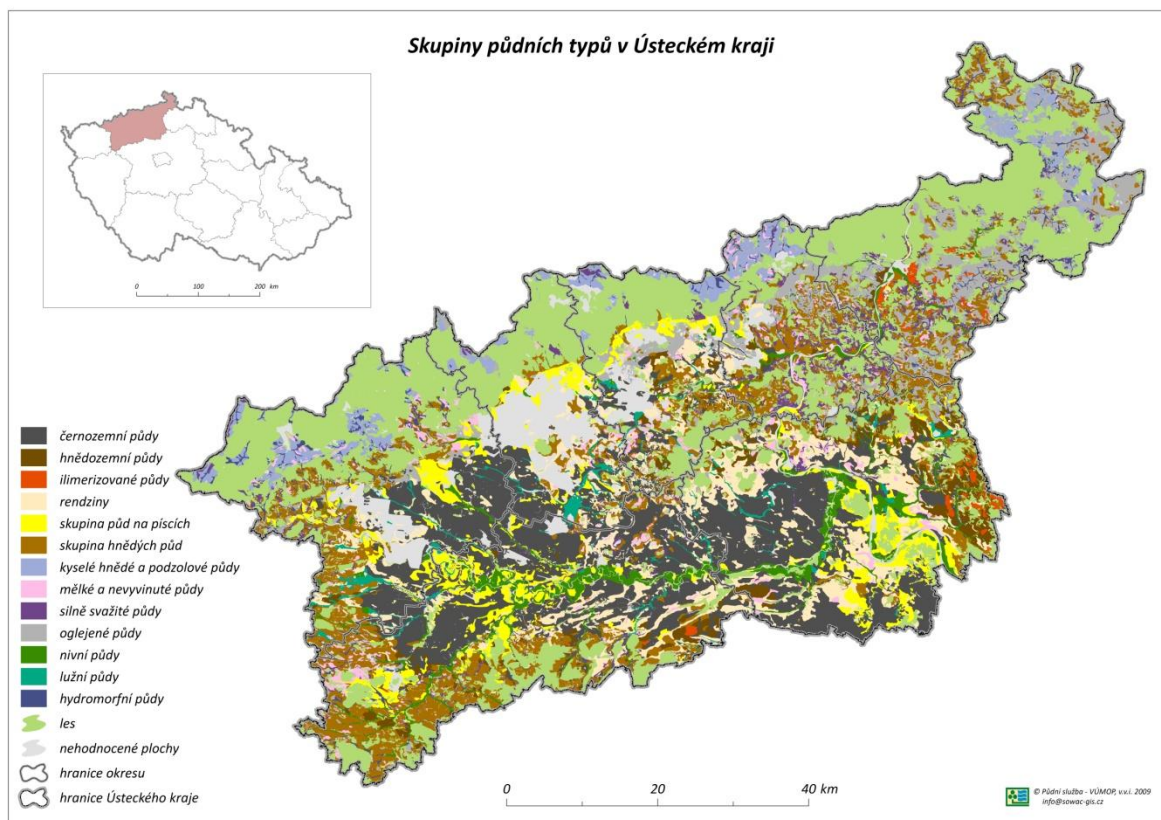 Skupiny půdních typů v Ústeckém kraji
0 100 200 km
černozemní půdy
hnědozemní půdy
ilimerizované půdy
rendziny
skupina půd na píscích
skupina hnědých půd
kyselé hnědé a podzolové půdy
mělké a nevyvinuté půdy
silně svažité půdy
oglejené půdy
nivní půdy
lužní půdy
hydromorfní půdy
les
nehodnocené plochy
hranice okresu
hranice Ústeckého kraje
0 20 40 km
© Půdní služba - VÚMOP, v.v.i. 2009
info@sowac-gis.cz